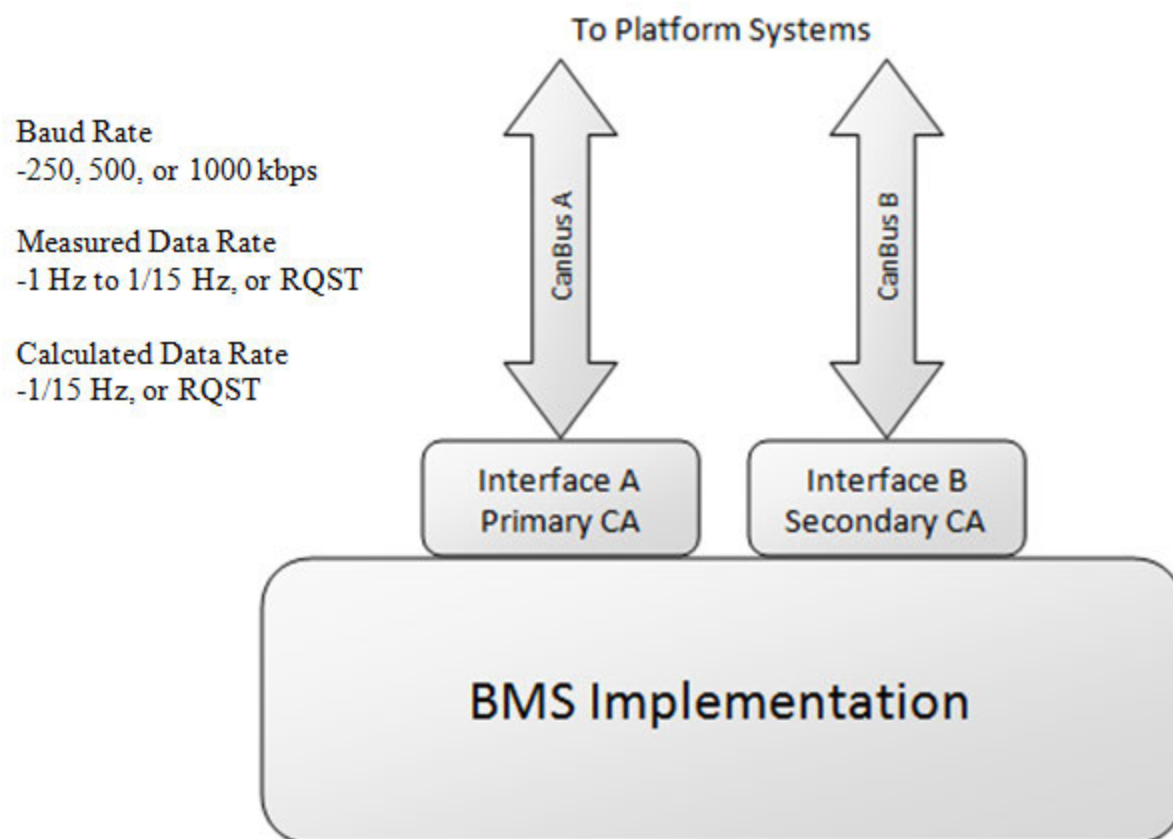 To Platform Systems
Baud Rate
-250, 500, or 1000 kbps
Measured Data Rate
-1 Hz to 1/15 Hz, or RQST
Calculated Data Rate
-1/15 Hz, or RQST
CanBus A
CanBus B
Interface A
Primary CA
Interface B
Secondary CA
BMS Implementation